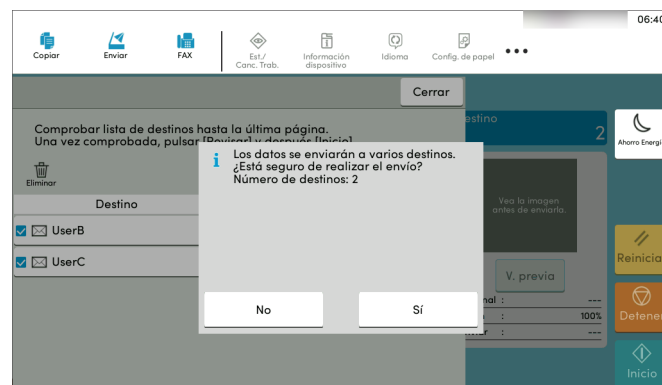 06:40
Copiar
Enviar
FAX
Est./
Canc. Trab.
Información
dispositivo
Idioma
Config. de papel
Cerrar
Comprobar lista de destinos hasta la última página.
Una vez comprobada, pulsar [Revisar] y después [Inicio].
Eliminar
Destino
UserB
UserC
Los datos se enviarán a varios destinos.
¿Está seguro de realizar el envío?
Número de destinos: 2
No
Sí
estino
2
Vea la imagen
antes de enviarla.
V. previa
nal : ---
: 100%
: ---
Ahorro Energí
Reinicia
Detener
Inicio